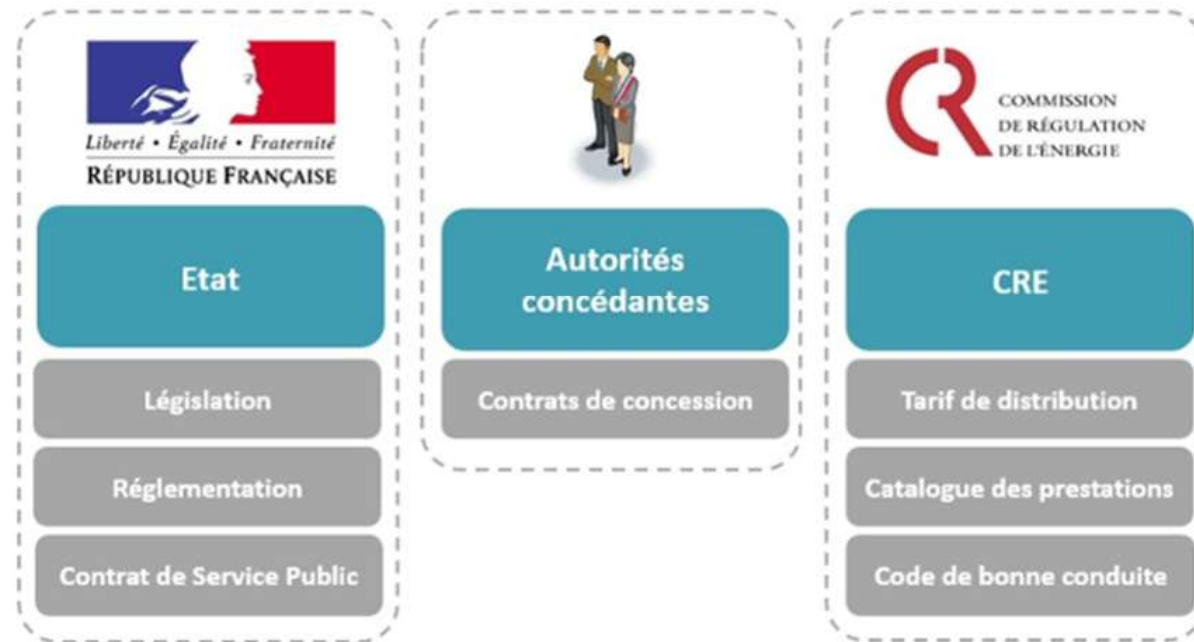 Liberté • Égalité • Fraternité
RÉPUBLIQUE FRANÇAISE
Etat
Législation
Réglementation
Contrat de Service Public
Autorités
concédantes
Contrats de concession
CR
COMMISSION
DE RÉGULATION
DE L'ÉNERGIE
CRE
Tarif de distribution
Catalogue des prestations
Code de bonne conduite